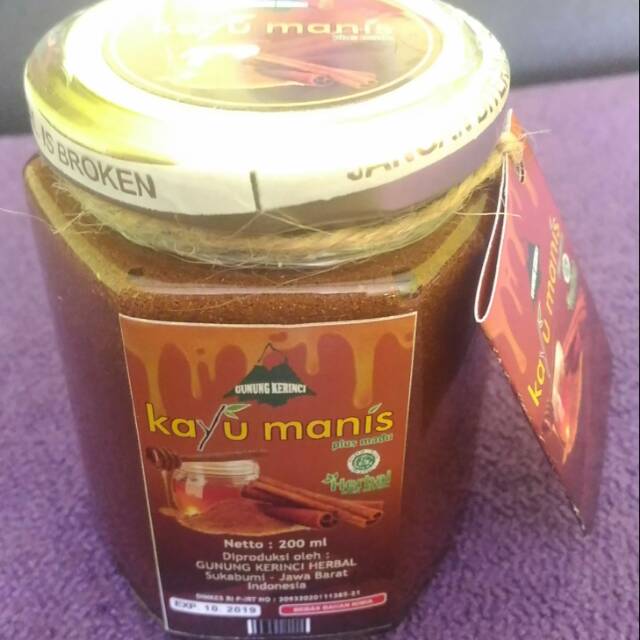 kayu manis
IS BROKEN
JANGAN
GUNUNG KERINCI
kayu manis
plus madu
Herbal
Netto : 200 ml
Diproduksi oleh :
GUNUNG KERINCI HERBAL
Sukabumi - Jawa Barat
Indonesia
EXP. 10. 2019
kayu manis